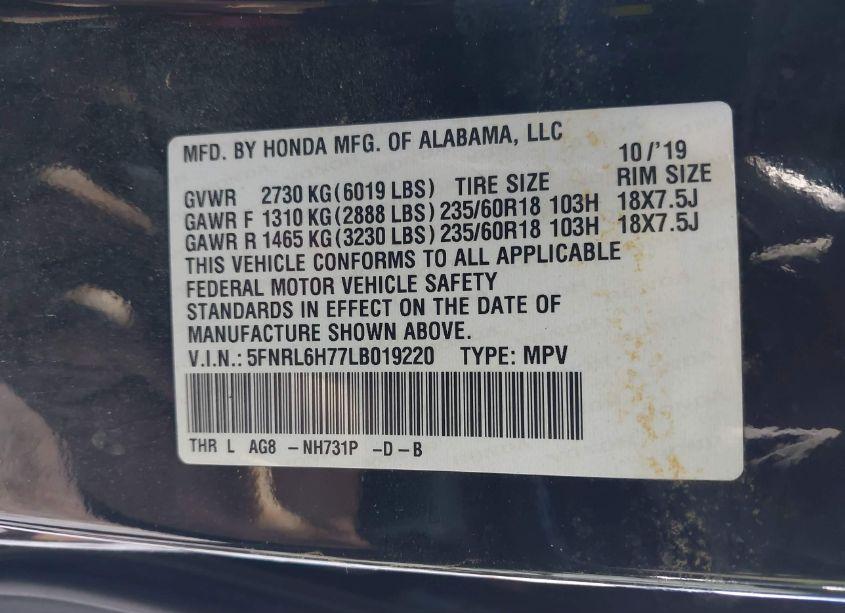 MFD. BY HONDA MFG. OF ALABAMA, LLC 10/'19
GVWR 2730 KG(6019 LBS) TIRE SIZE RIM SIZE
GAWR F 1310 KG(2888 LBS) 235/60R18 103H 18X7.5J
GAWR R 1465 KG(3230 LBS) 235/60R18 103H 18X7.5J
THIS VEHICLE CONFORMS TO ALL APPLICABLE
FEDERAL MOTOR VEHICLE SAFETY
STANDARDS IN EFFECT ON THE DATE OF
MANUFACTURE SHOWN ABOVE.
V.I.N.: 5FNRL6H77LB019220 TYPE: MPV
THR L AG8 -NH731P -D-B